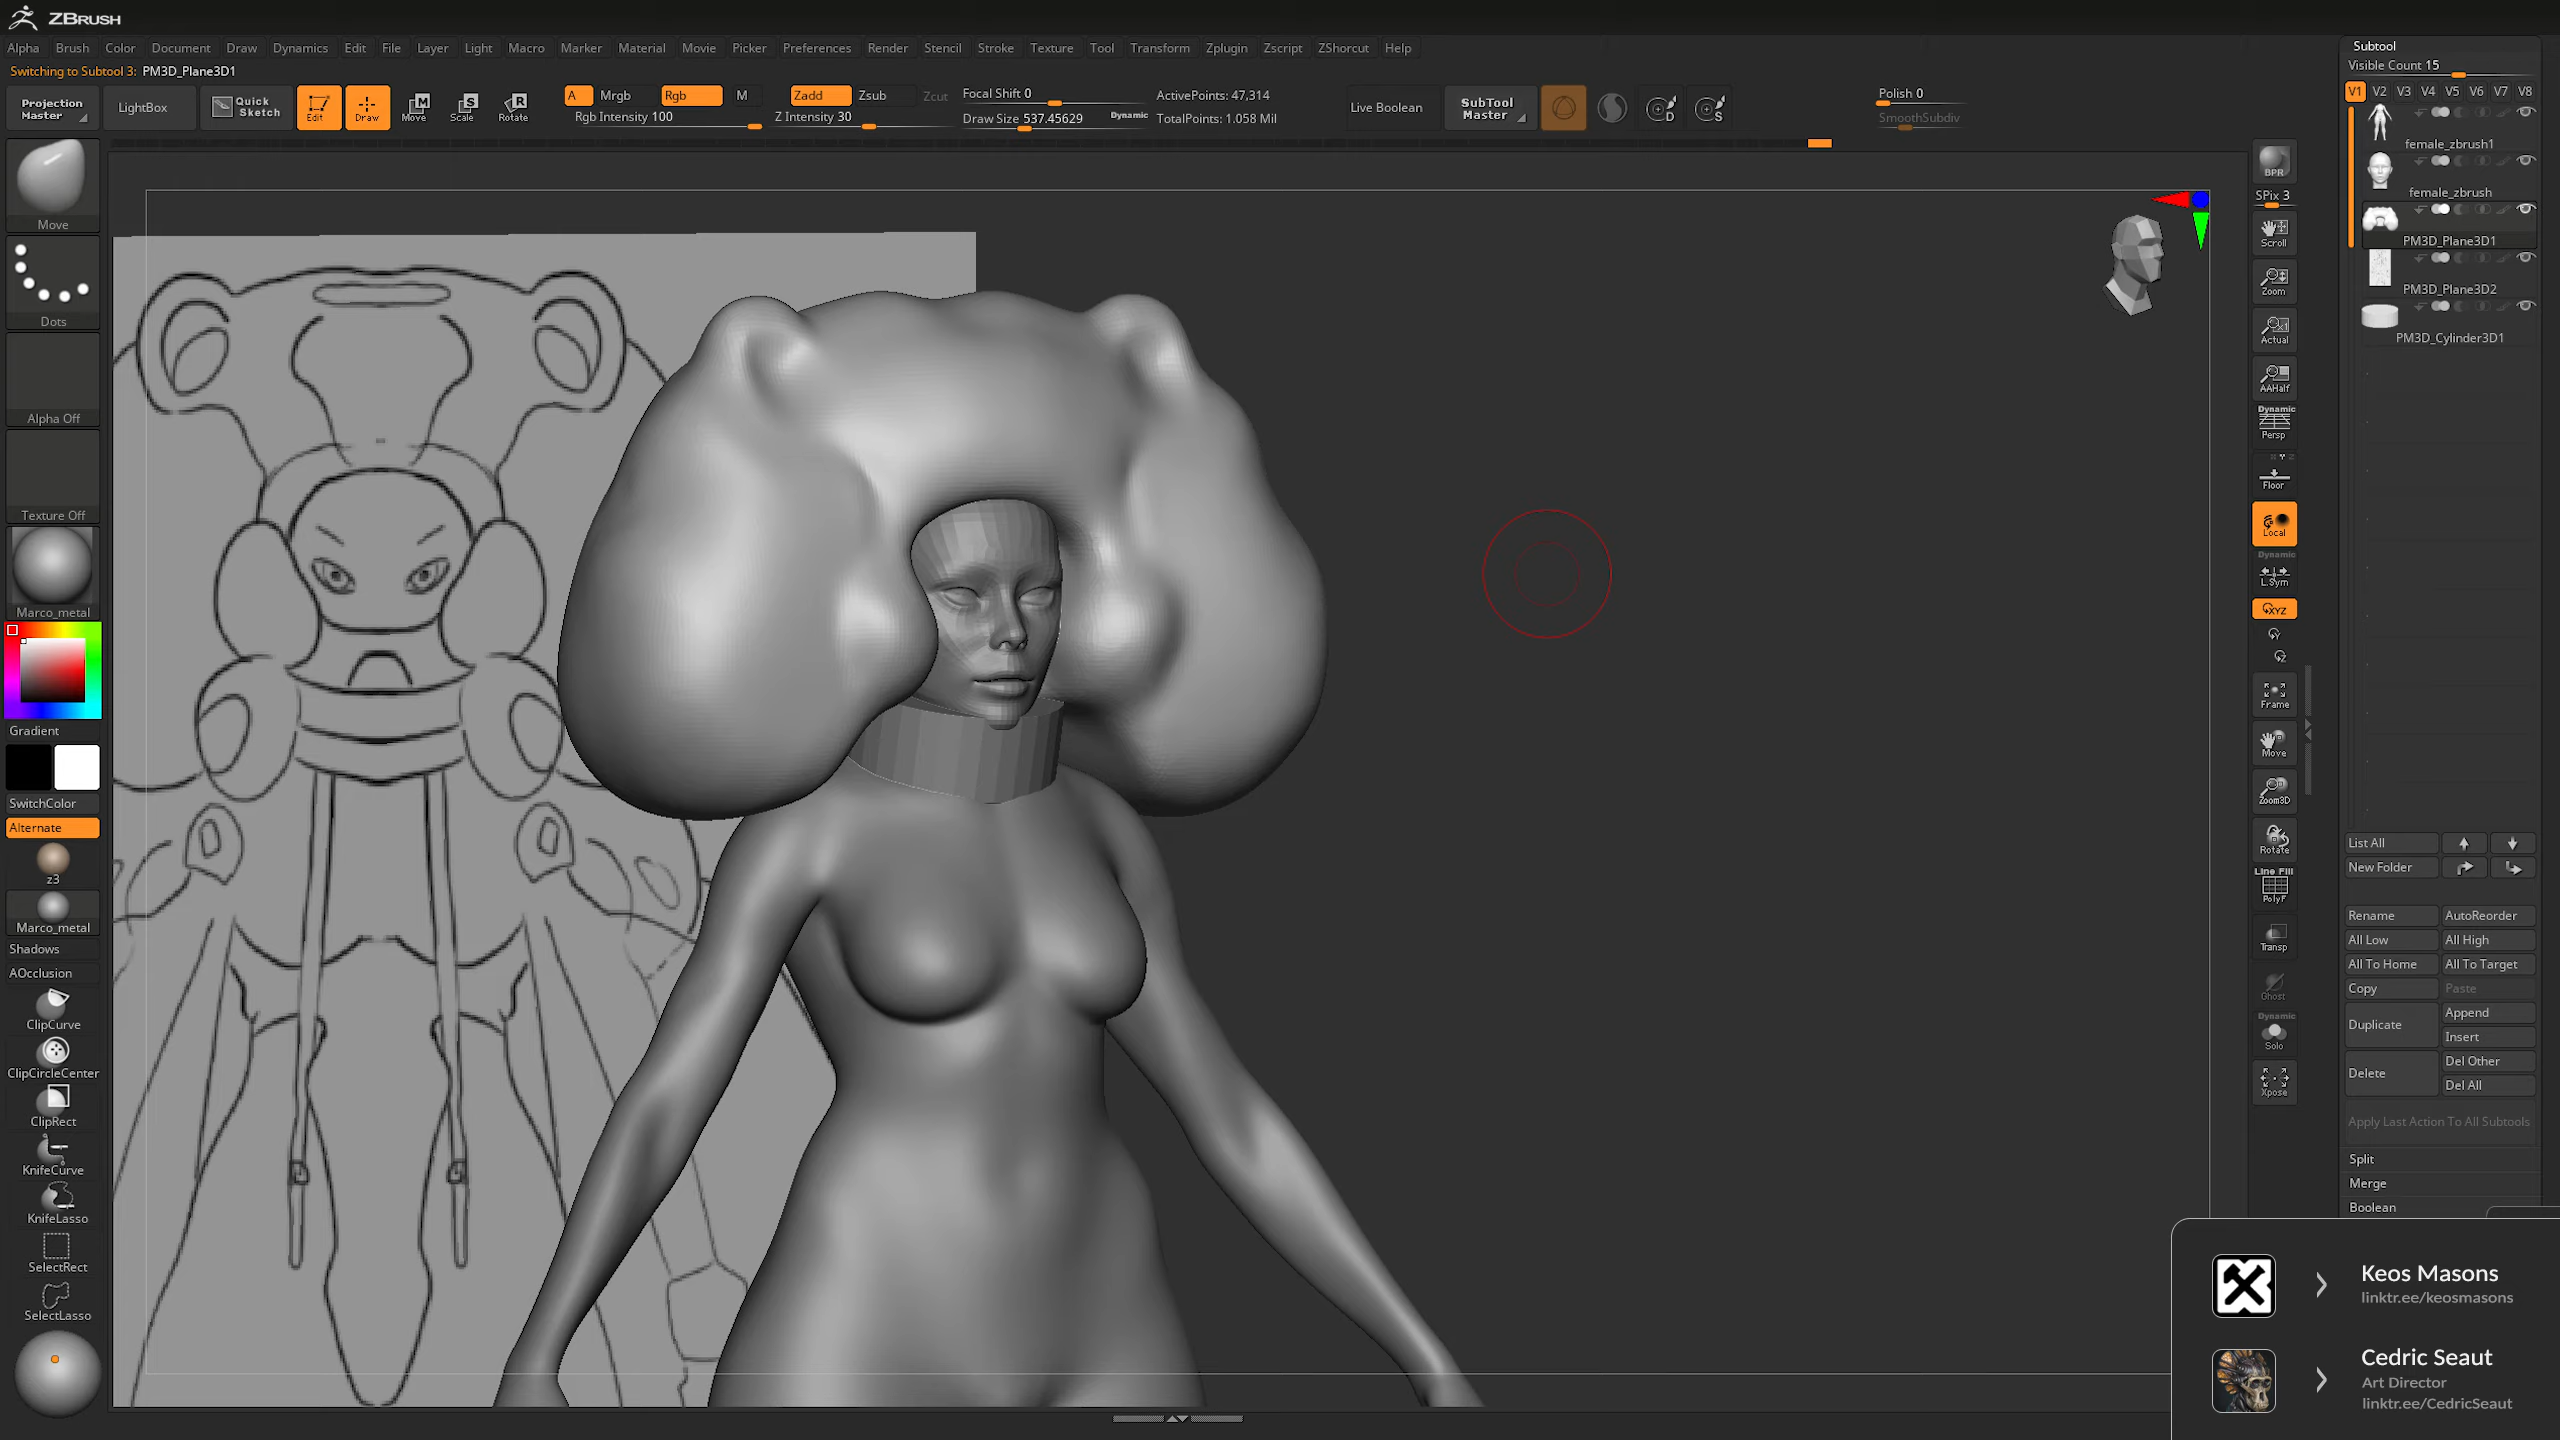 ZBRUSH
Alpha Brush Color Document Draw Dynamics Edit File Layer Light Macro Marker Material Movie Picker Preferences Render Stencil Stroke Texture Tool Transform Zplugin Zscript ZShortcut Help
Switching to Subtool 3: PM3D_Plane3D1
Projection Master
LightBox
Quick Sketch
Edit
Draw
Move
Scale
Rotate
A Mrgb Rgb M
Rgb Intensity 100
Zadd Zsub Zcut
Z Intensity 30
Focal Shift 0
Draw Size 537.45629
Dynamic
ActivePoints: 47,314
TotalPoints: 1.058 Mil
Live Boolean
SubTool Master
Polish 0
SmoothSubdiv
Move
Dots
Alpha Off
Texture Off
Marco_metal
Gradient
SwitchColor
Alternate
z3
Marco_metal
Shadows
AOcclusion
ClipCurve
ClipCircleCenter
ClipRect
KnifeCurve
KnifeLasso
SelectRect
SelectLasso
BPR
SPix 3
Scroll
Zoom
Actual
AAHalf
Dynamic
Persp
Floor
Local
Dynamic
L.Sym
XYZ
Frame
Move
Zoom3D
Rotate
Line Fill
PolyF
Transp
Ghost
Dynamic
Solo
Xpose
Subtool
Visible Count 15
V1 V2 V3 V4 V5 V6 V7 V8
female_zbrush1
female_zbrush
PM3D_Plane3D1
PM3D_Plane3D2
PM3D_Cylinder3D1
List All
New Folder
Rename AutoReorder
All Low All High
All To Home All To Target
Copy Paste
Duplicate Append
Insert
Delete Del Other
Del All
Apply Last Action To All Subtools
Split
Merge
Boolean
Keos Masons
linktr.ee/keosmasons
Cedric Seaut
Art Director
linktr.ee/CedricSeaut